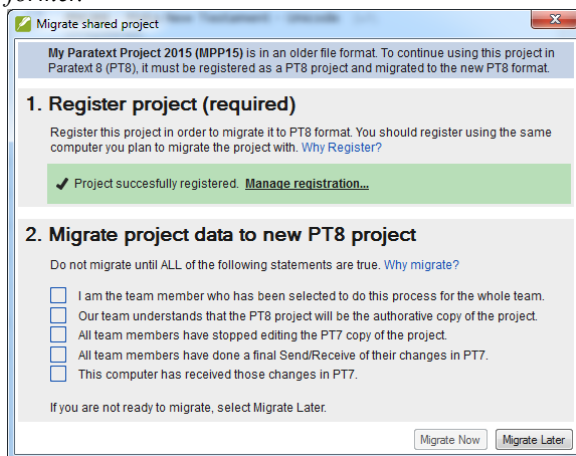 former.
Migrate shared project
My Paratext Project 2015 (MPP15) is in an older file format. To continue using this project in
Paratext 8 (PT8), it must be registered as a PT8 project and migrated to the new PT8 format.
1. Register project (required)
Register this project in order to migrate it to PT8 format. You should register using the same
computer you plan to migrate the project with. Why Register?
Project succesfully registered. Manage registration...
2. Migrate project data to new PT8 project
Do not migrate until ALL of the following statements are true. Why migrate?
I am the team member who has been selected to do this process for the whole team.
Our team understands that the PT8 project will be the authorative copy of the project.
All team members have stopped editing the PT7 copy of the project.
All team members have done a final Send/Receive of their changes in PT7.
This computer has received those changes in PT7.
If you are not ready to migrate, select Migrate Later.
Migrate Now Migrate Later